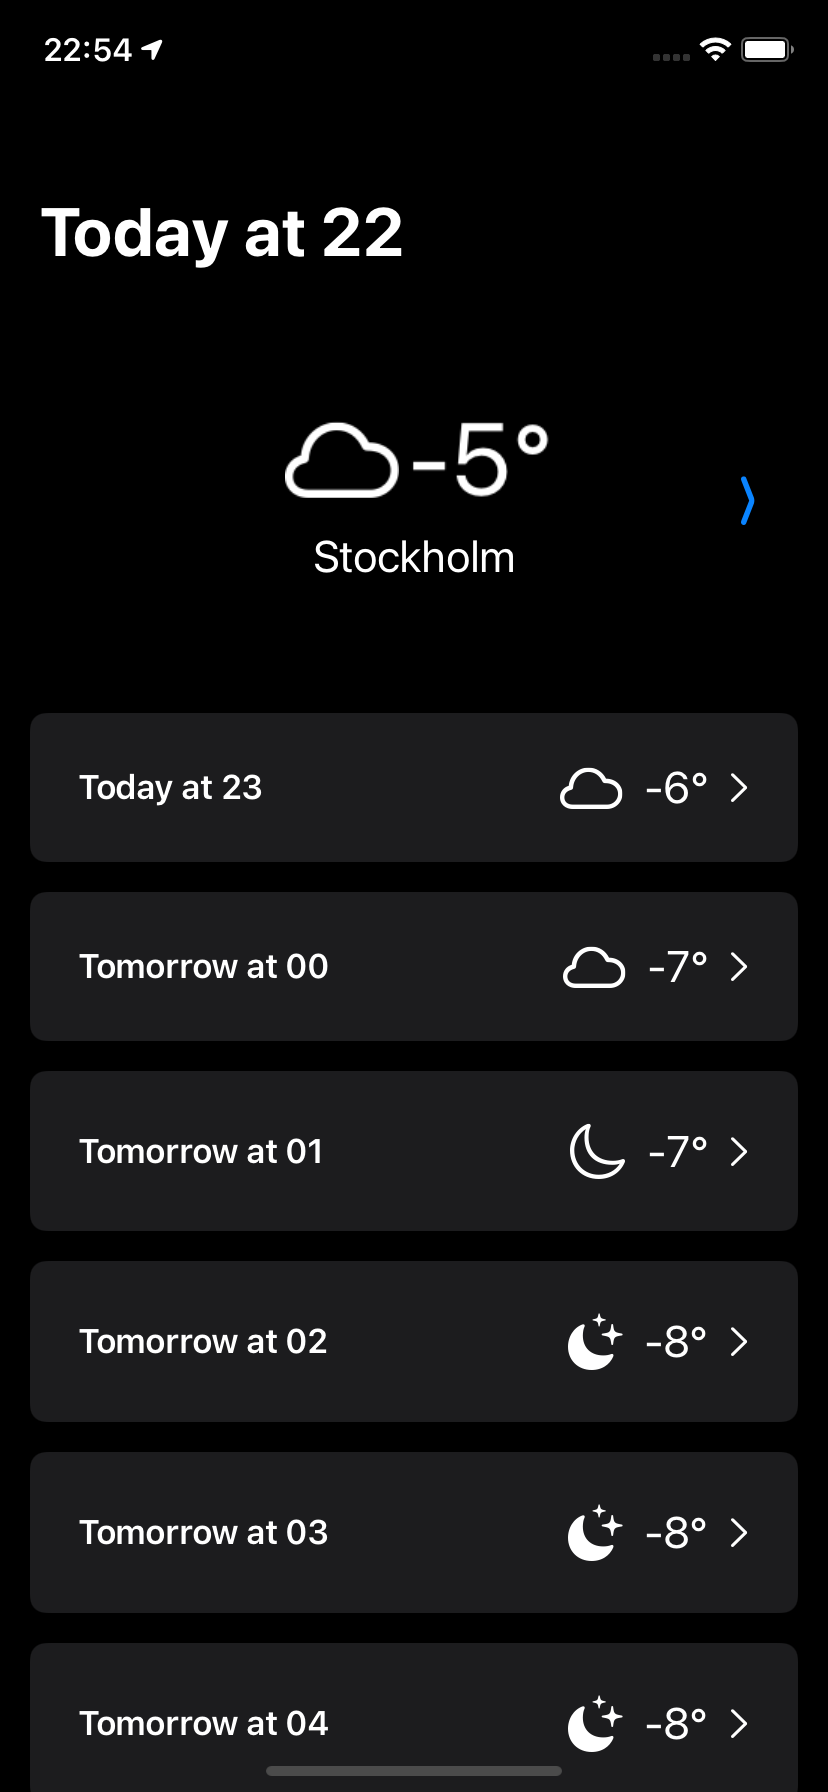 22:54
Today at 22
-5°
Stockholm
Today at 23 -6°
Tomorrow at 00 -7°
Tomorrow at 01 -7°
Tomorrow at 02 -8°
Tomorrow at 03 -8°
Tomorrow at 04 -8°